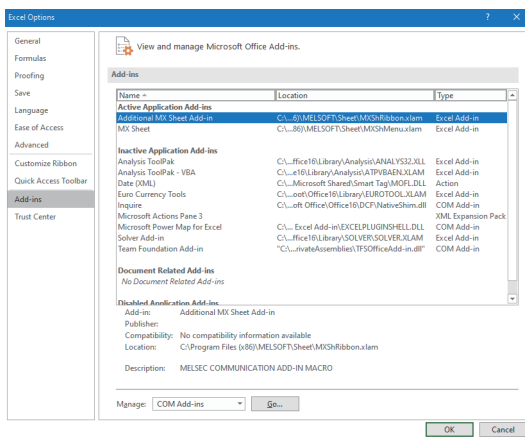 Excel Options ? ×
General
Formulas
Proofing
Save
Language
Ease of Access
Advanced
Customize Ribbon
Quick Access Toolbar
Add-ins
Trust Center
View and manage Microsoft Office Add-ins.
Add-ins
Name Location Type
Active Application Add-ins
Additional MX Sheet Add-in C:\...6)\MELSOFT\Sheet\MXShRibbon.xlam Excel Add-in
MX Sheet C:\...86)\MELSOFT\Sheet\MXShMenu.xlam Excel Add-in
Inactive Application Add-ins
Analysis ToolPak C:\...ffice16\Library\Analysis\ANALYS32.XLL Excel Add-in
Analysis ToolPak - VBA C:\...e16\Library\Analysis\ATPVBAEN.XLAM Excel Add-in
Date (XML) C:\...Microsoft Shared\Smart Tag\MOFL.DLL Action
Euro Currency Tools C:\...oot\Office16\Library\EUROTOOL.XLAM Excel Add-in
Inquire C:\...oft Office\Office16\DCF\NativeShim.dll COM Add-in
Microsoft Actions Pane 3 XML Expansion Pack
Microsoft Power Map for Excel C:\... Excel Add-in\EXCELPLUGINSHELL.DLL COM Add-in
Solver Add-in C:\...ffice16\Library\SOLVER\SOLVER.XLAM Excel Add-in
Team Foundation Add-in "C:\...rivateAssemblies\TFSOfficeAdd-in.dll" COM Add-in
Document Related Add-ins
No Document Related Add-ins
Disabled Application Add-ins
Add-in: Additional MX Sheet Add-in
Publisher:
Compatibility: No compatibility information available
Location: C:\Program Files (x86)\MELSOFT\Sheet\MXShRibbon.xlam
Description: MELSEC COMMUNICATION ADD-IN MACRO
Manage: COM Add-ins Go...
OK Cancel